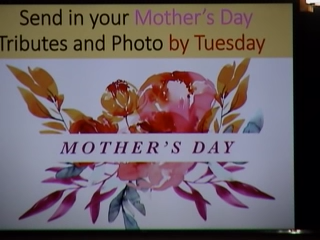 Send in your Mother's Day
Tributes and Photo by Tuesday
MOTHER'S DAY